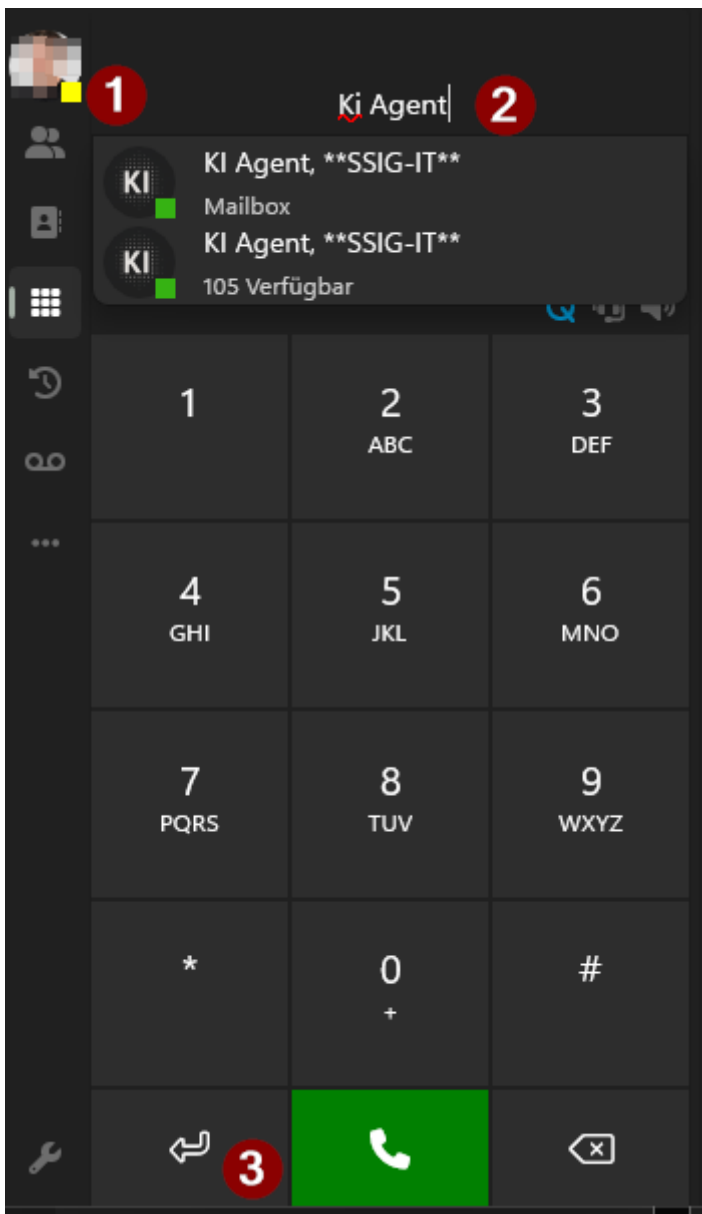 1
Ki Agent 2
KI
KI Agent, **SSIG-IT**
Mailbox
KI
KI Agent, **SSIG-IT**
105 Verfügbar
1
2
ABC
3
DEF
4
GHI
5
JKL
6
MNO
7
PQRS
8
TUV
9
WXYZ
*
0
+
#
3